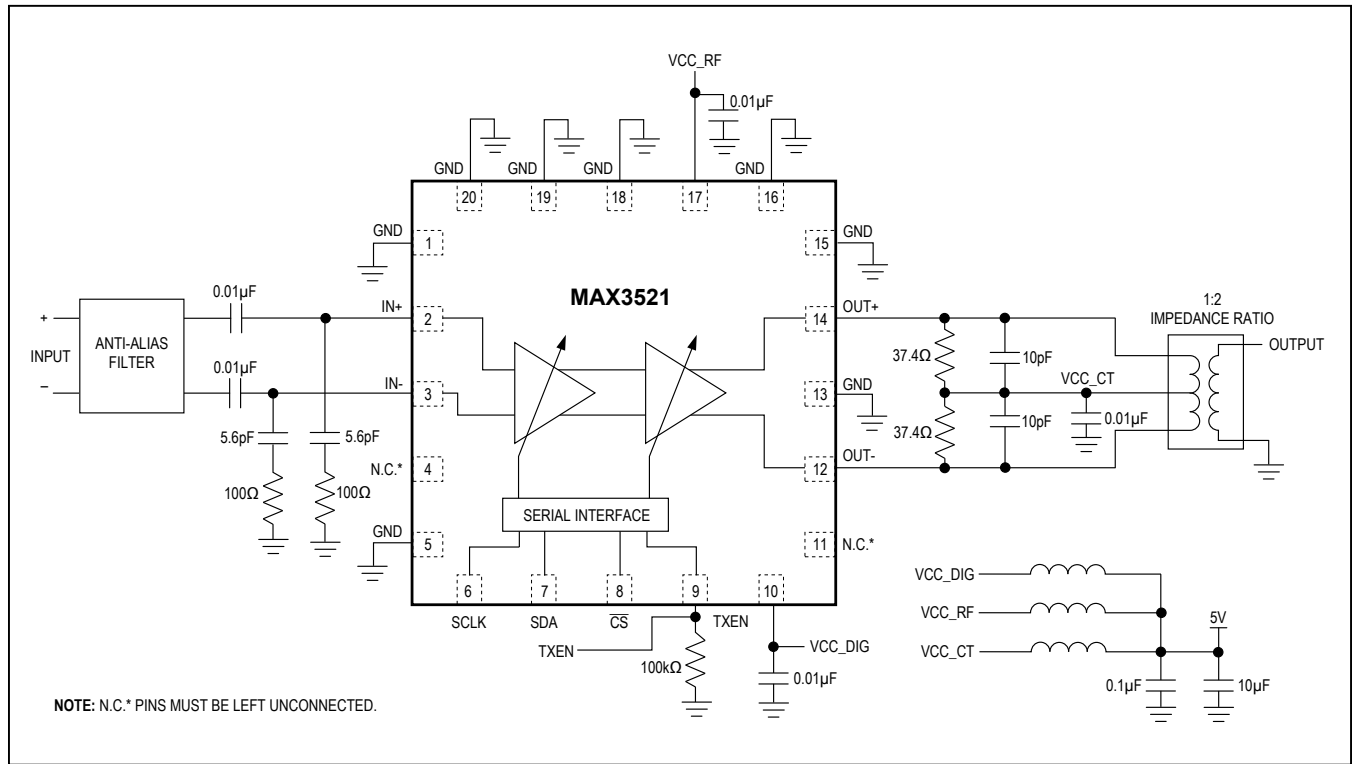 VCC_RF
0.01µF
GND
GND
GND
GND
20
19
18
17
16
GND
1
15
GND
MAX3521
0.01µF
IN+
2
14
OUT+
1:2
IMPEDANCE RATIO
+
INPUT
−
ANTI-ALIAS
FILTER
37.4Ω
10pF
OUTPUT
0.01µF
IN-
3
13
GND
VCC_CT
5.6pF
5.6pF
37.4Ω
10pF
0.01µF
N.C.*
4
12
OUT-
100Ω
100Ω
SERIAL INTERFACE
GND
5
11
N.C.*
6
7
8
9
10
SCLK
SDA
CS
TXEN
TXEN
100kΩ
VCC_DIG
0.01µF
VCC_DIG
VCC_RF
VCC_CT
5V
0.1µF
10µF
NOTE: N.C.* PINS MUST BE LEFT UNCONNECTED.